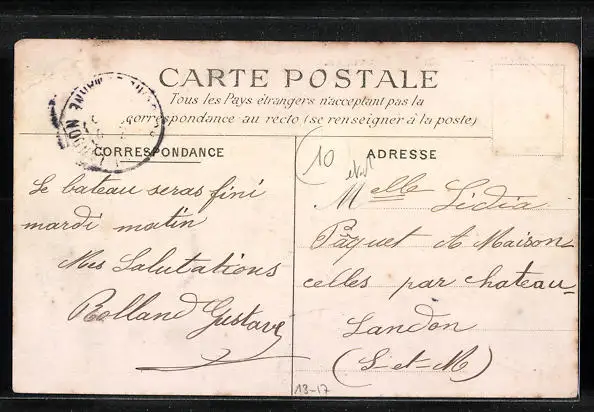 CARTE POSTALE
Tous les Pays étrangers n'acceptant pas la
correspondance au recto (se renseigner à la poste)
CORRESPONDANCE
ADRESSE
10
Le bateau seras fini
mardi matin
Mes Salutations
Rolland Gustave
Melle Lidia
Paquet A Maison-
celles par chateau-
Landon
(S-et-M)
13-17